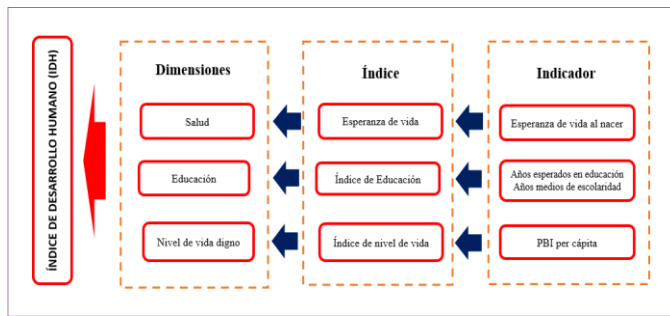 ÍNDICE DE DESARROLLO HUMANO (IDH)
Dimensiones
Índice
Indicador
Salud
Esperanza de vida
Esperanza de vida al nacer
Educación
Índice de Educación
Años esperados en educación
Años medios de escolaridad
Nivel de vida digno
Índice de nivel de vida
PBI per cápita